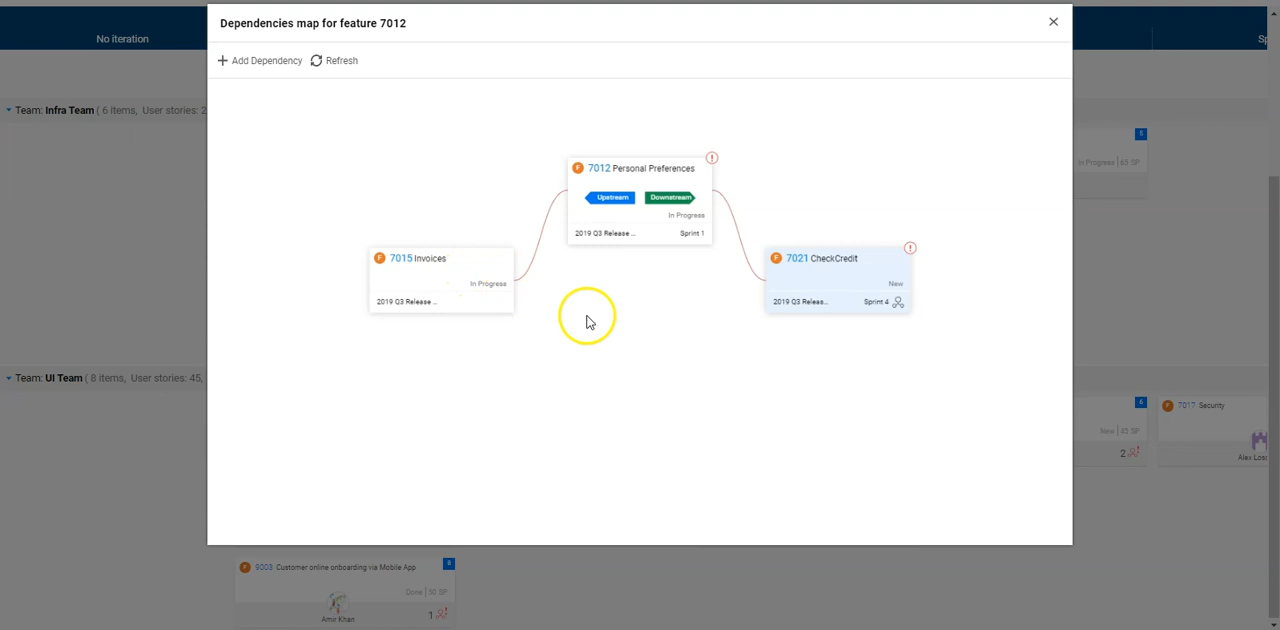 Dependencies map for feature 7012
Add Dependency
Refresh
No iteration
Team: Infra Team ( 6 items, User stories: 2
5
In Progress | 65 SP
F 7012 Personal Preferences
Upstream
Downstream
In Progress
2019 Q3 Release ...
Sprint 1
F 7015 Invoices
In Progress
2019 Q3 Release ...
F 7021 CheckCredit
New
2019 Q3 Releas...
Sprint 4
Team: UI Team ( 8 items, User stories: 45,
6
New | 45 SP
2
F 7017 Security
F 9003 Customer online onboarding via Mobile App
Done | 50 SP
Amir Khan
1